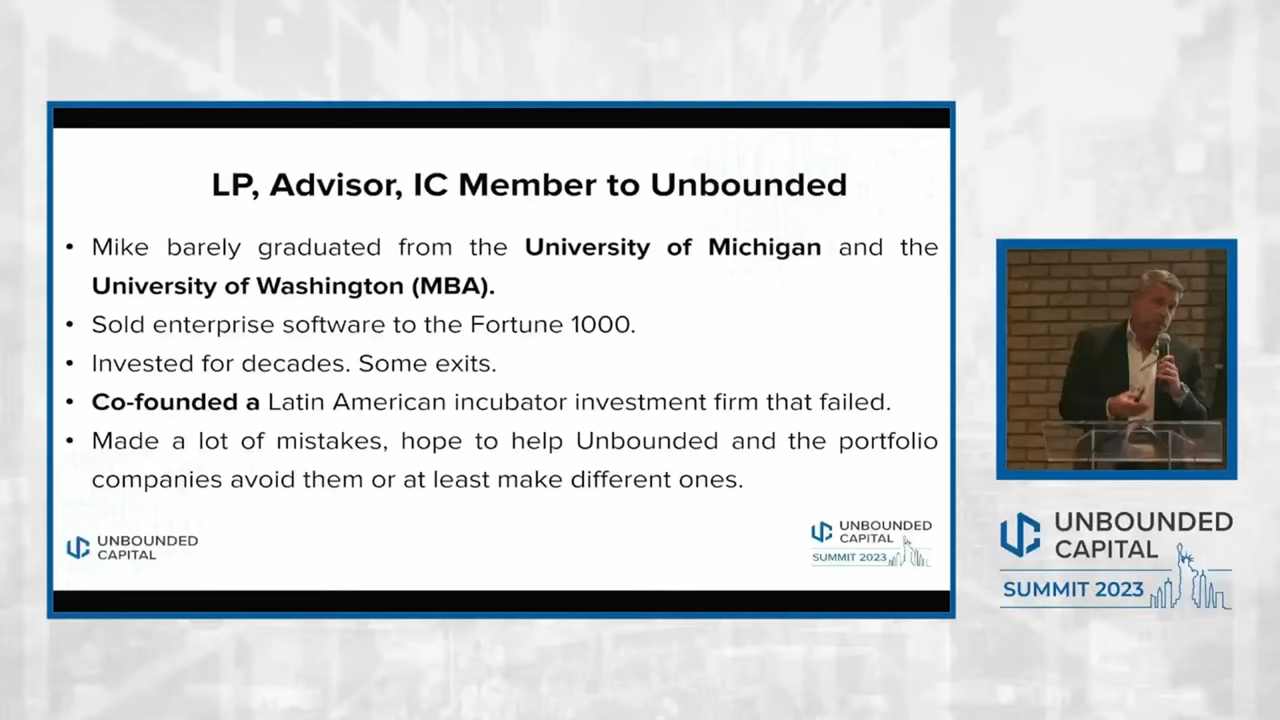 LP, Advisor, IC Member to Unbounded
• Mike barely graduated from the University of Michigan and the
University of Washington (MBA).
• Sold enterprise software to the Fortune 1000.
• Invested for decades. Some exits.
• Co-founded a Latin American incubator investment firm that failed.
• Made a lot of mistakes, hope to help Unbounded and the portfolio
companies avoid them or at least make different ones.
UNBOUNDED
CAPITAL
UNBOUNDED
CAPITAL
SUMMIT 2023
UNBOUNDED
CAPITAL
SUMMIT 2023